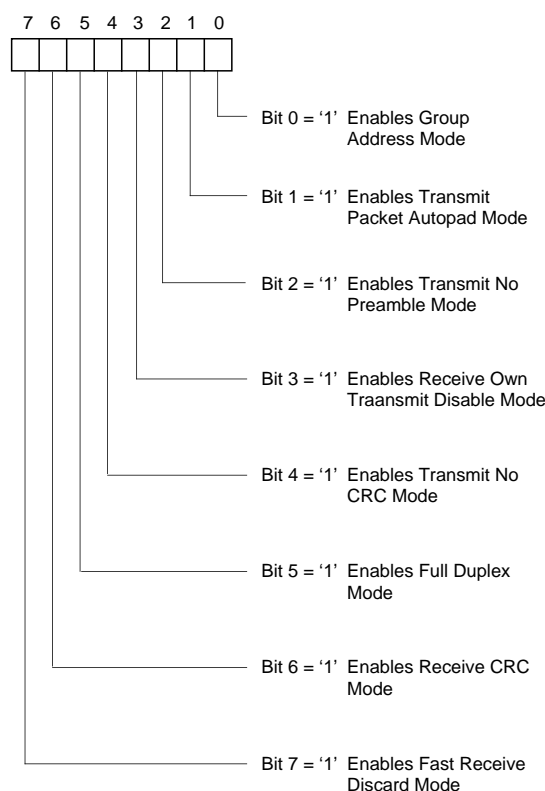 7 6 5 4 3 2 1 0
Bit 0 = ‘1’ Enables Group
Address Mode
Bit 1 = ‘1’ Enables Transmit
Packet Autopad Mode
Bit 2 = ‘1’ Enables Transmit No
Preamble Mode
Bit 3 = ‘1’ Enables Receive Own
Traansmit Disable Mode
Bit 4 = ‘1’ Enables Transmit No
CRC Mode
Bit 5 = ‘1’ Enables Full Duplex
Mode
Bit 6 = ‘1’ Enables Receive CRC
Mode
Bit 7 = ‘1’ Enables Fast Receive
Discard Mode